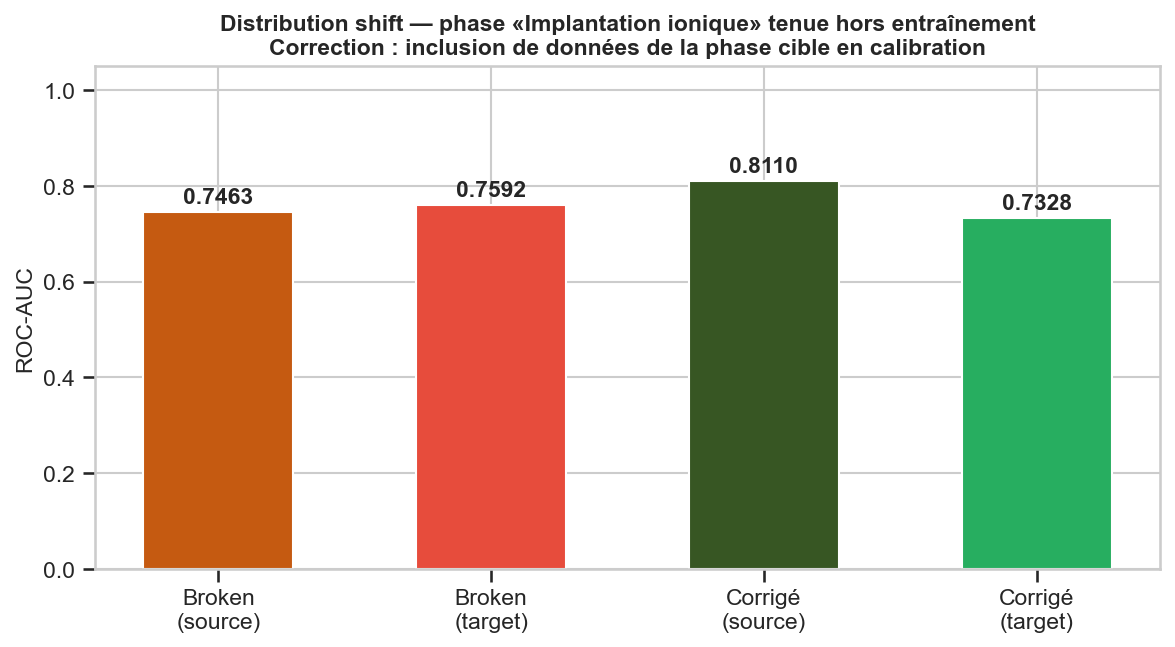 Distribution shift — phase «Implantation ionique» tenue hors entraînement
Correction : inclusion de données de la phase cible en calibration
ROC-AUC
1.0
0.8
0.6
0.4
0.2
0.0
0.7463
0.7592
0.8110
0.7328
Broken
(source)
Broken
(target)
Corrigé
(source)
Corrigé
(target)